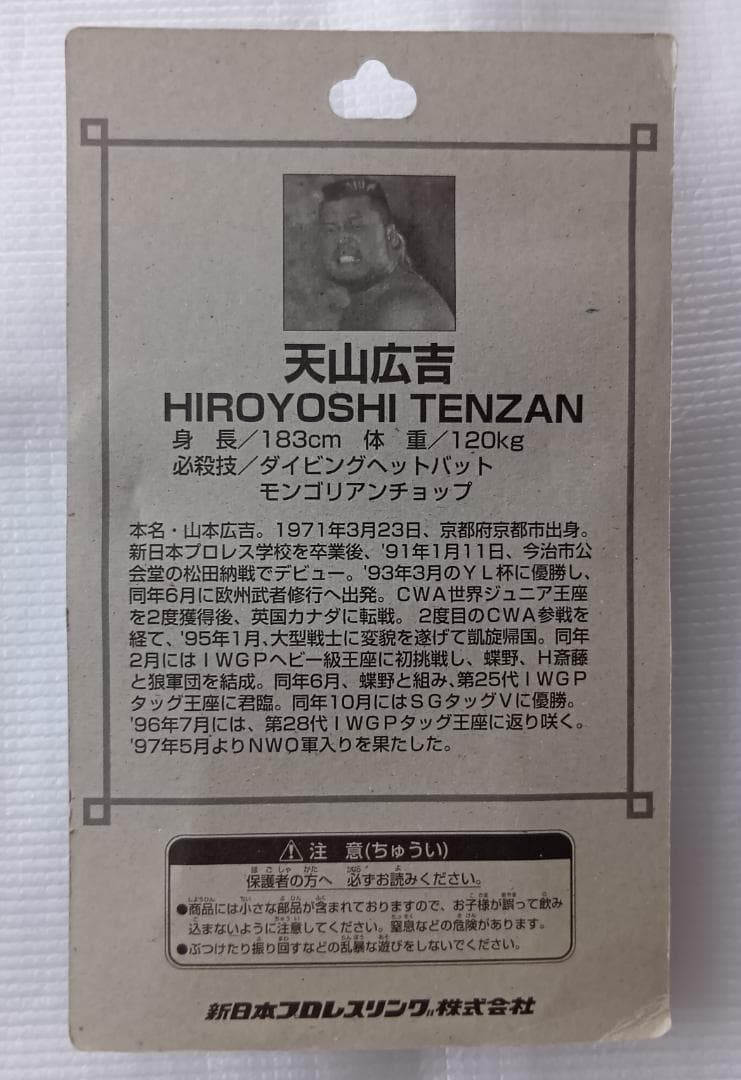 天山広吉
HIROYOSHI TENZAN
身 長/183cm 体 重/120kg
必殺技/ダイビングヘットバット
モンゴリアンチョップ
本名・山本広吉。1971年3月23日、京都府京都市出身。
新日本プロレス学校を卒業後、'91年1月11日、今治市公
会堂の松田納戦でデビュー。'93年3月のYL杯に優勝し、
同年6月に欧州武者修行へ出発。CWA世界ジュニア王座
を2度獲得後、英国カナダに転戦。2度目のCWA参戦を
経て、'95年1月、大型戦士に変貌を遂げて凱旋帰国。同年
2月にはIWGPヘビー級王座に初挑戦し、蝶野、H斎藤
と狼軍団を結成。同年6月、蝶野と組み、第25代IWGP
タッグ王座に君臨。同年10月にはSGタッグVに優勝。
'96年7月には、第28代IWGPタッグ王座に返り咲く。
'97年5月よりNWO軍入りを果たした。
注 意(ちゅうい)
保護者の方へ 必ずお読みください。
●商品には小さな部品が含まれておりますので、お子様が誤って飲み
込まないように注意してください。窒息などの危険があります。
●ぶつけたり振り回すなどの乱暴な遊びをしないでください。
新日本プロレスリング株式会社